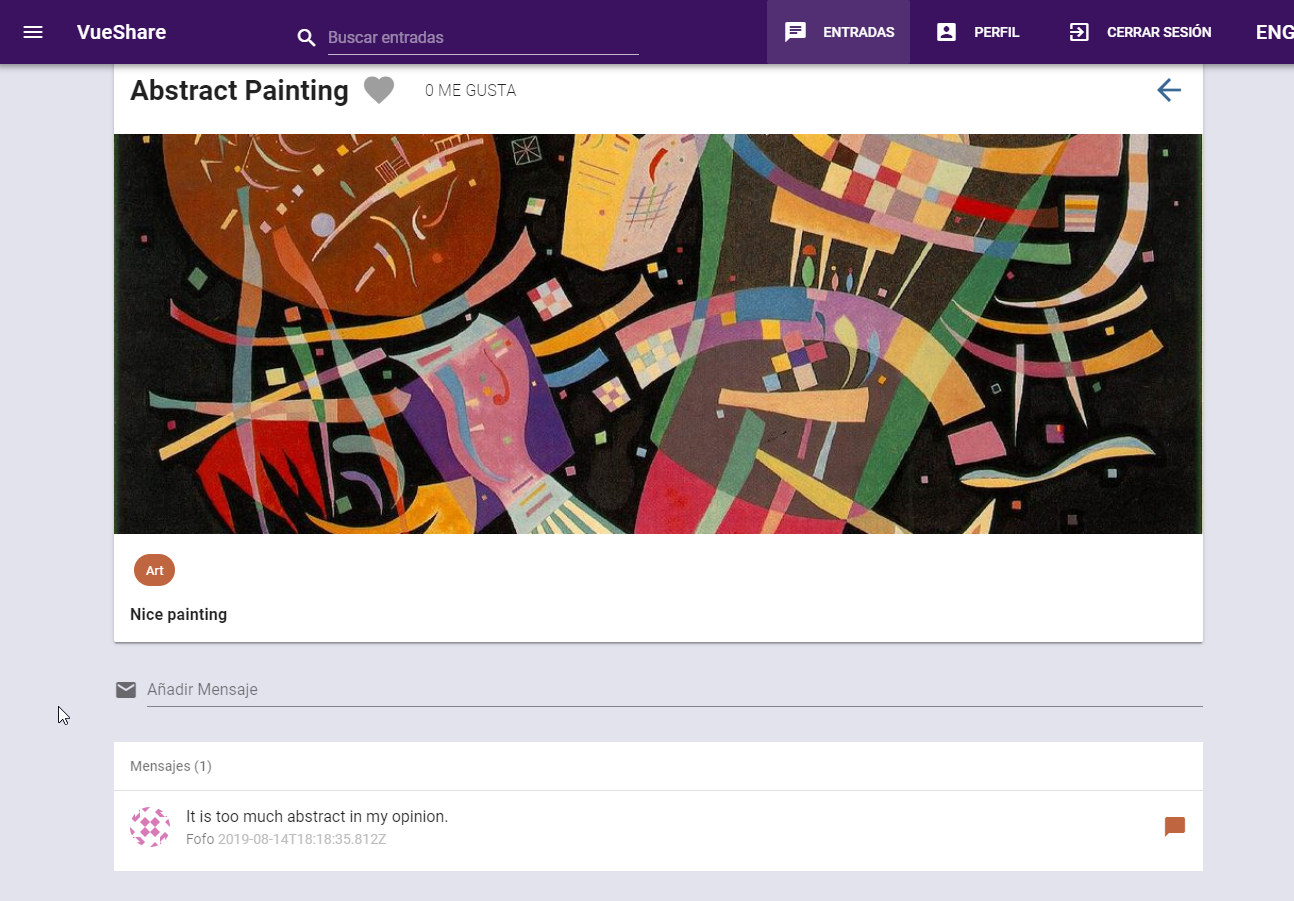 VueShare
Buscar entradas
ENTRADAS
PERFIL
CERRAR SESIÓN
ENG
Abstract Painting
0 ME GUSTA
Art
Nice painting
Añadir Mensaje
Mensajes (1)
It is too much abstract in my opinion.
Fofo 2019-08-14T18:18:35.812Z